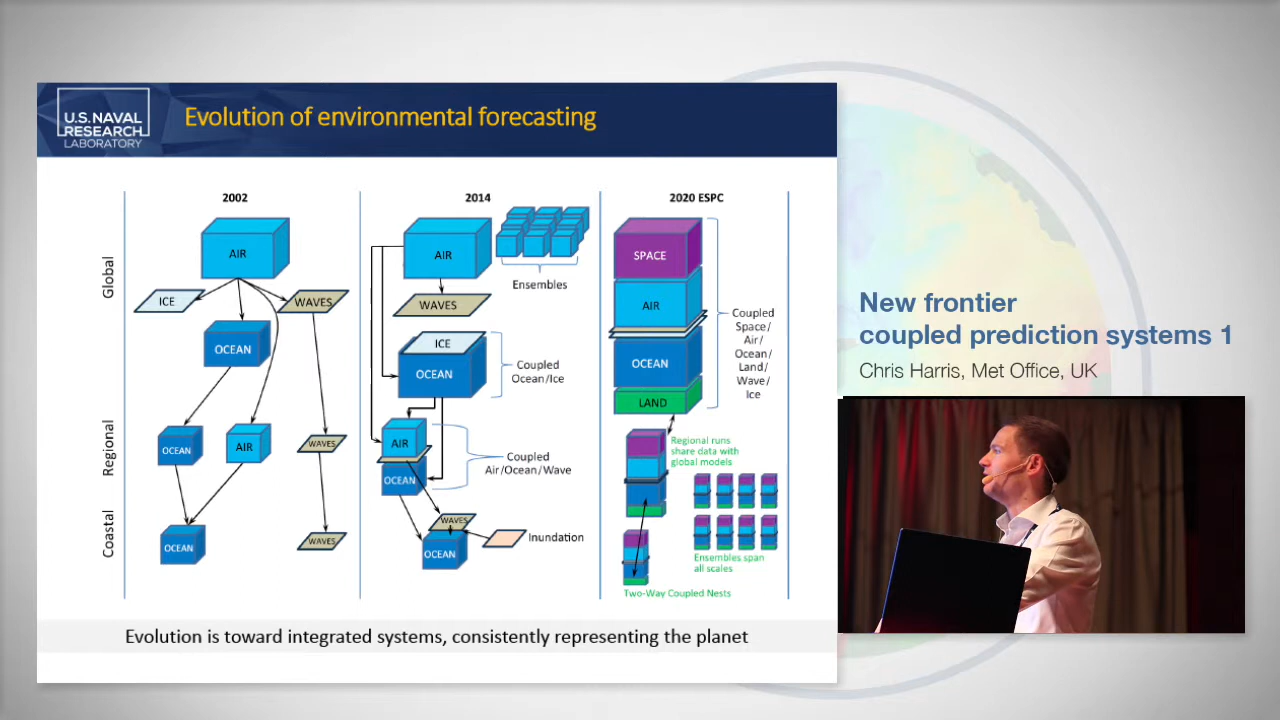 U.S. NAVAL
RESEARCH
LABORATORY
Evolution of environmental forecasting
2002
2014
2020 ESPC
Global
Regional
Coastal
AIR
ICE
WAVES
OCEAN
OCEAN
AIR
WAVES
OCEAN
WAVES
AIR
Ensembles
WAVES
ICE
OCEAN
Coupled
Ocean/Ice
AIR
OCEAN
Coupled
Air/Ocean/Wave
WAVES
OCEAN
Inundation
SPACE
AIR
OCEAN
LAND
Coupled
Space/
Air/
Ocean/
Land/
Wave/
Ice
Regional runs
share data with
global models
Ensembles span
all scales
Two-Way Coupled Nests
Evolution is toward integrated systems, consistently representing the planet
New frontier
coupled prediction systems 1
Chris Harris, Met Office, UK